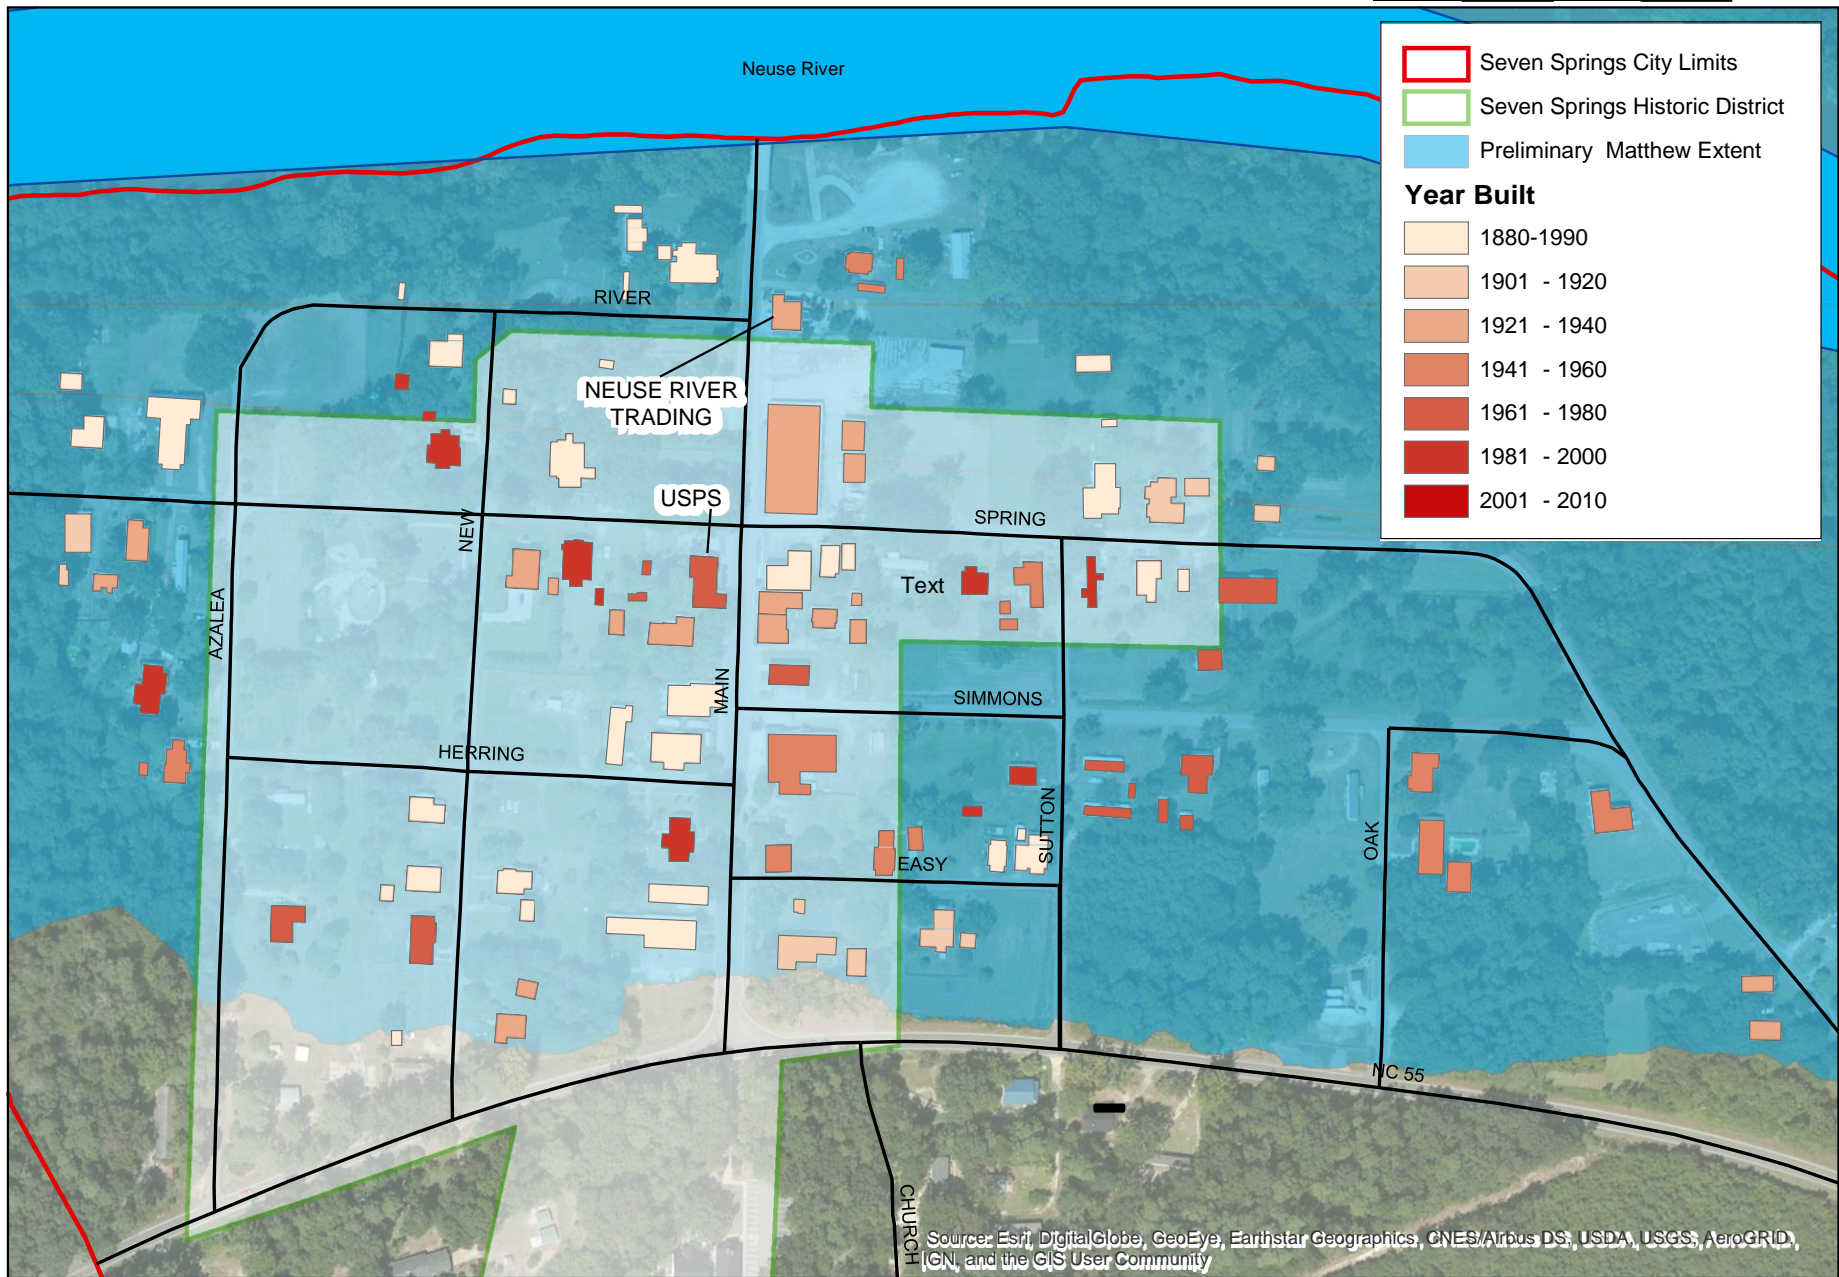 Neuse River
Seven Springs City Limits
Seven Springs Historic District
Preliminary Matthew Extent
Year Built
1880-1990
1901 - 1920
1921 - 1940
1941 - 1960
1961 - 1980
1981 - 2000
2001 - 2010
RIVER
NEUSE RIVER
TRADING
USPS
SPRING
NEW
Text
AZALEA
MAIN
SIMMONS
HERRING
SUTTON
OAK
EASY
NC 55
CHURCH
Source: Esri, DigitalGlobe, GeoEye, Earthstar Geographics, CNES/Airbus DS, USDA, USGS, AeroGRID,
IGN, and the GIS User Community